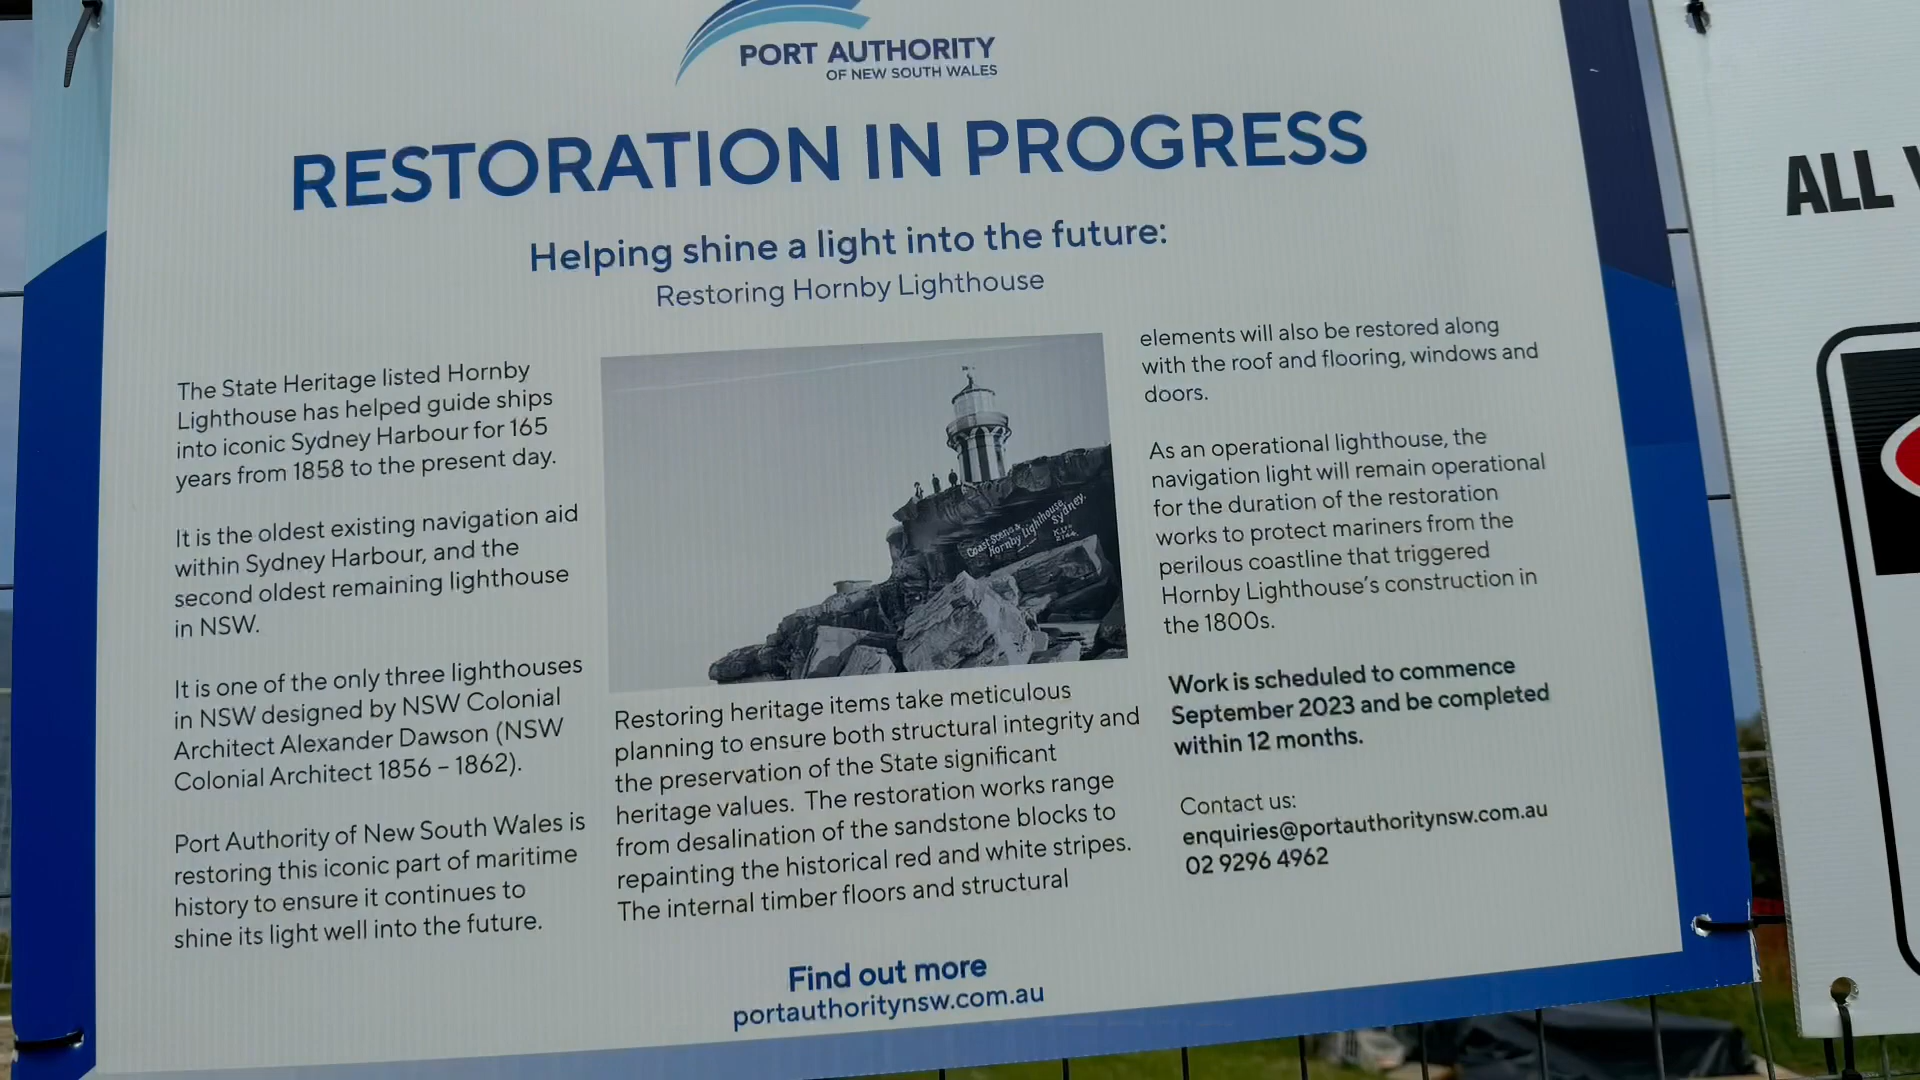 PORT AUTHORITY
OF NEW SOUTH WALES
RESTORATION IN PROGRESS
Helping shine a light into the future:
Restoring Hornby Lighthouse
The State Heritage listed Hornby
Lighthouse has helped guide ships
into iconic Sydney Harbour for 165
years from 1858 to the present day.
It is the oldest existing navigation aid
within Sydney Harbour, and the
second oldest remaining lighthouse
in NSW.
It is one of the only three lighthouses
in NSW designed by NSW Colonial
Architect Alexander Dawson (NSW
Colonial Architect 1856 – 1862).
Port Authority of New South Wales is
restoring this iconic part of maritime
history to ensure it continues to
shine its light well into the future.
Coast Scene &
Hornby Lighthouse
Sydney.
Restoring heritage items take meticulous
planning to ensure both structural integrity and
the preservation of the State significant
heritage values. The restoration works range
from desalination of the sandstone blocks to
repainting the historical red and white stripes.
The internal timber floors and structural
elements will also be restored along
with the roof and flooring, windows and
doors.
As an operational lighthouse, the
navigation light will remain operational
for the duration of the restoration
works to protect mariners from the
perilous coastline that triggered
Hornby Lighthouse's construction in
the 1800s.
Work is scheduled to commence
September 2023 and be completed
within 12 months.
Contact us:
enquiries@portauthoritynsw.com.au
02 9296 4962
Find out more
portauthoritynsw.com.au
ALL